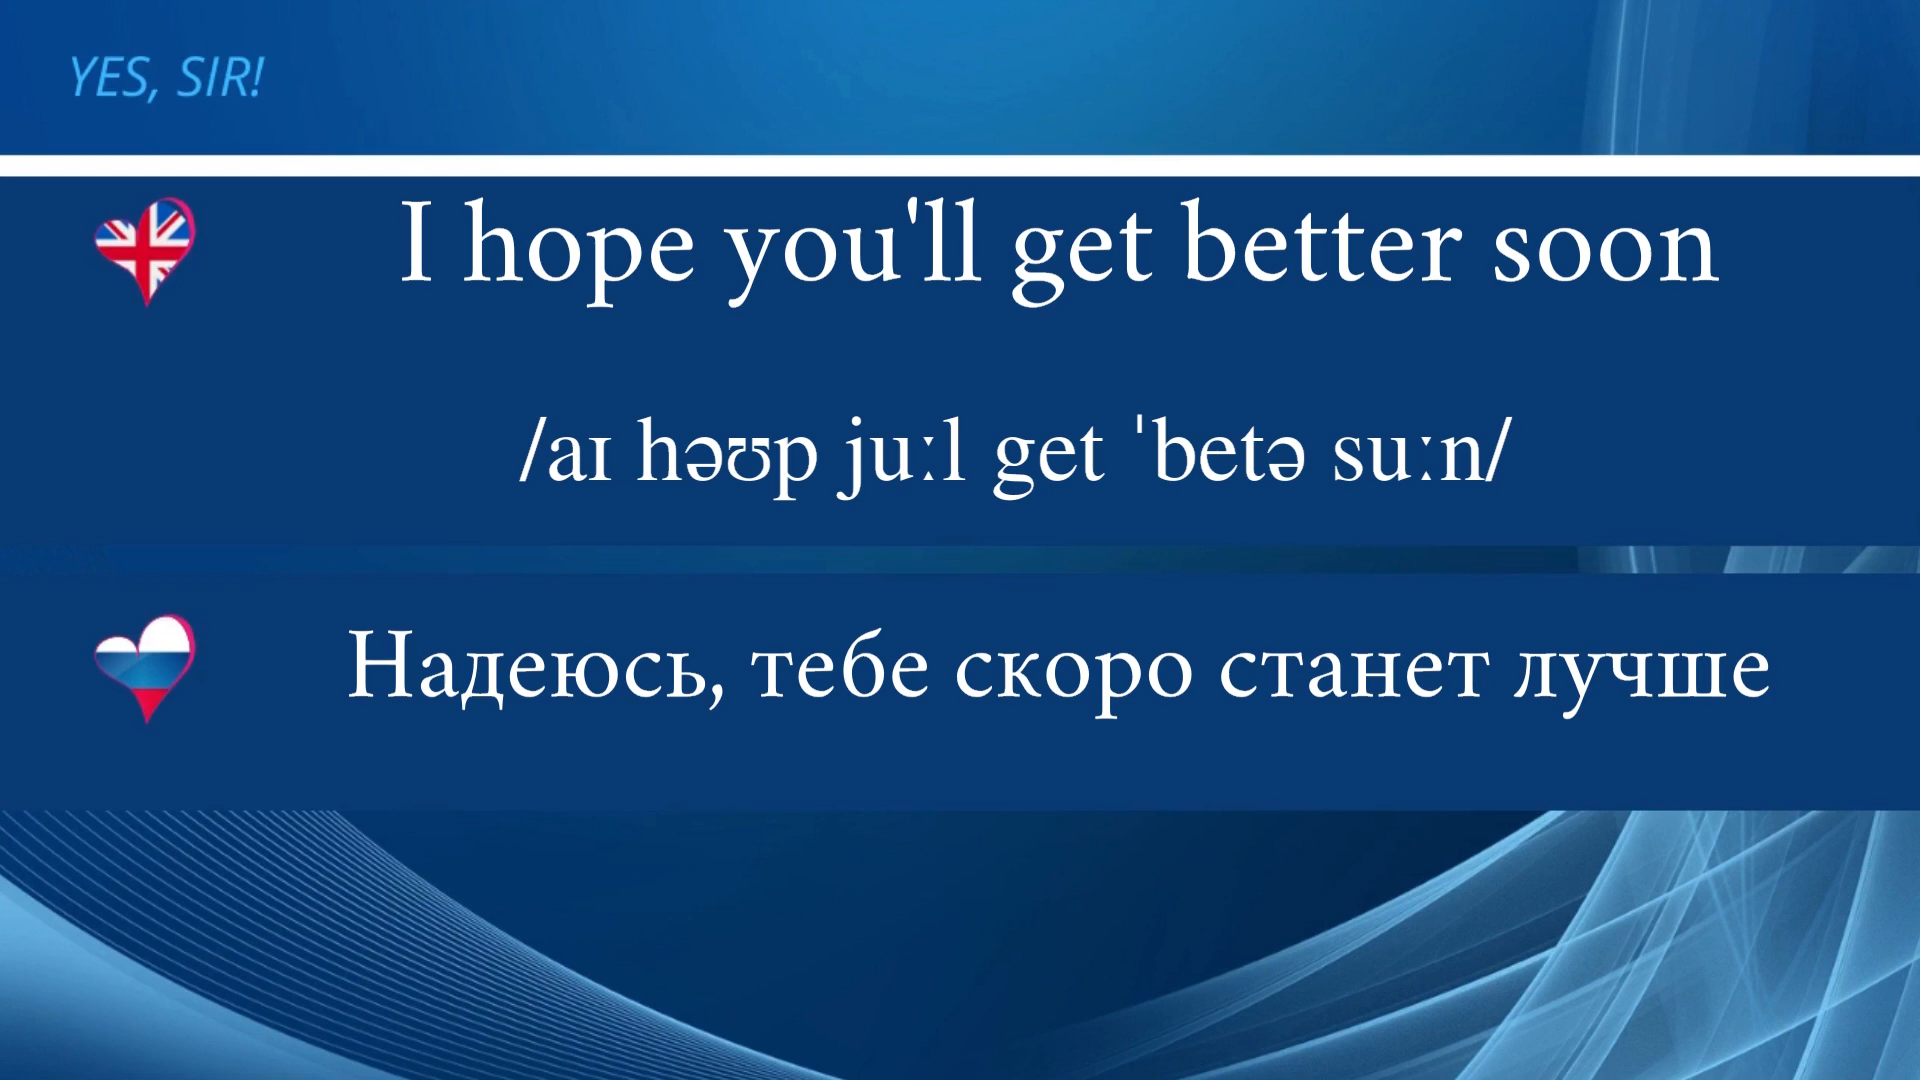 YES, SIR!
I hope you'll get better soon
/aɪ həʊp juːl get ˈbetə suːn/
Надеюсь, тебе скоро станет лучше